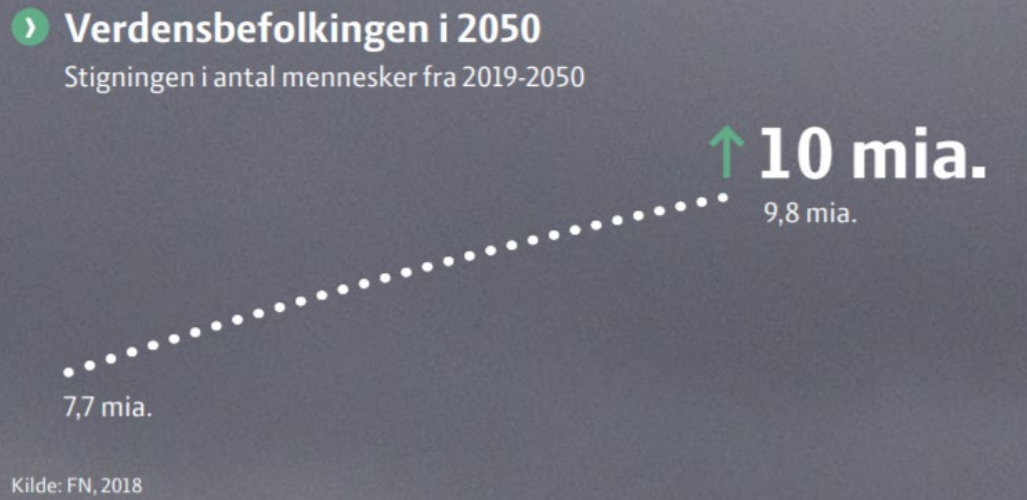 Verdensbefolkingen i 2050
Stigningen i antal mennesker fra 2019-2050
10 mia.
9,8 mia.
7,7 mia.
Kilde: FN, 2018